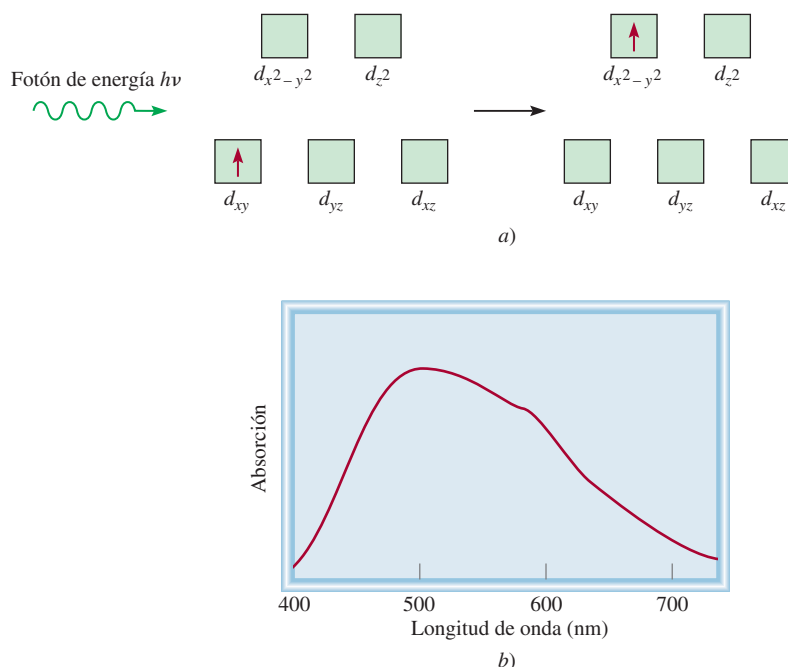 Fotón de energía hν
d_{x²−y²} d_{z²}
d_{x²−y²} d_{z²}
d_{xy} d_{yz} d_{xz}
d_{xy} d_{yz} d_{xz}
a)
Absorción
400 500 600 700
Longitud de onda (nm)
b)